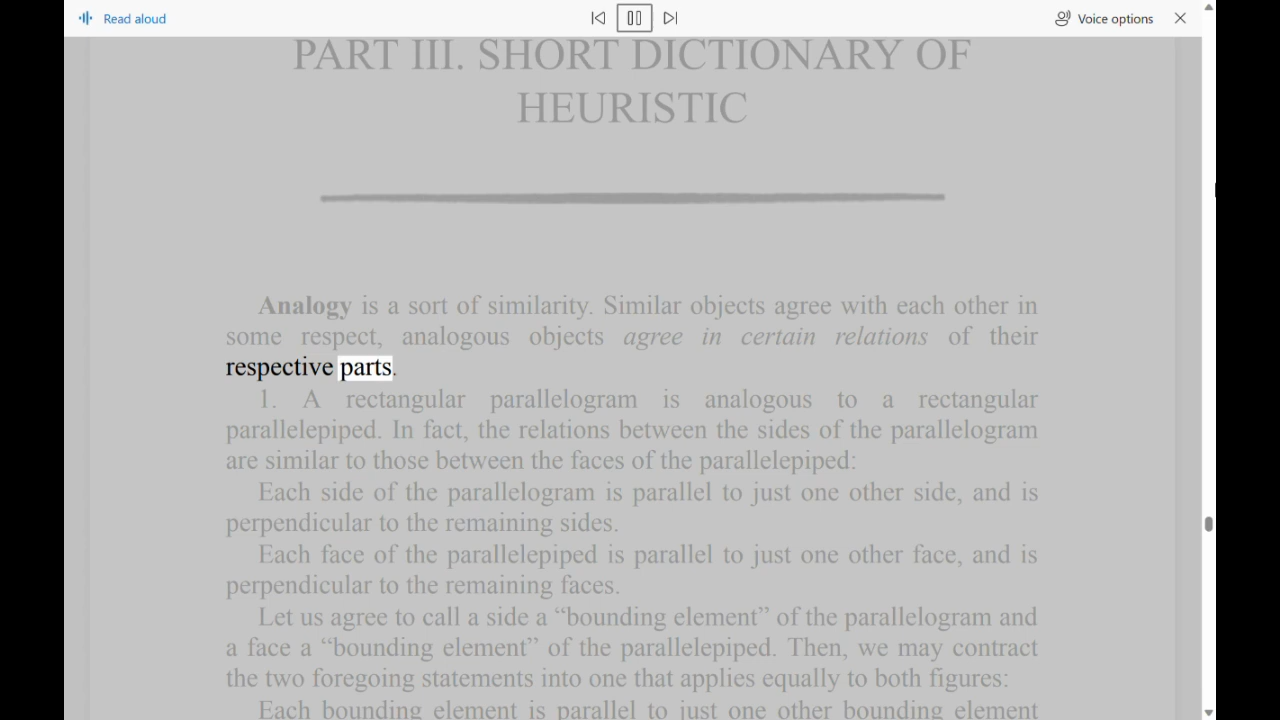 Read aloud
Voice options
PART III. SHORT DICTIONARY OF
HEURISTIC
Analogy is a sort of similarity. Similar objects agree with each other in
some respect, analogous objects agree in certain relations of their
respective parts.
1. A rectangular parallelogram is analogous to a rectangular
parallelepiped. In fact, the relations between the sides of the parallelogram
are similar to those between the faces of the parallelepiped:
Each side of the parallelogram is parallel to just one other side, and is
perpendicular to the remaining sides.
Each face of the parallelepiped is parallel to just one other face, and is
perpendicular to the remaining faces.
Let us agree to call a side a “bounding element” of the parallelogram and
a face a “bounding element” of the parallelepiped. Then, we may contract
the two foregoing statements into one that applies equally to both figures:
Each bounding element is parallel to just one other bounding element